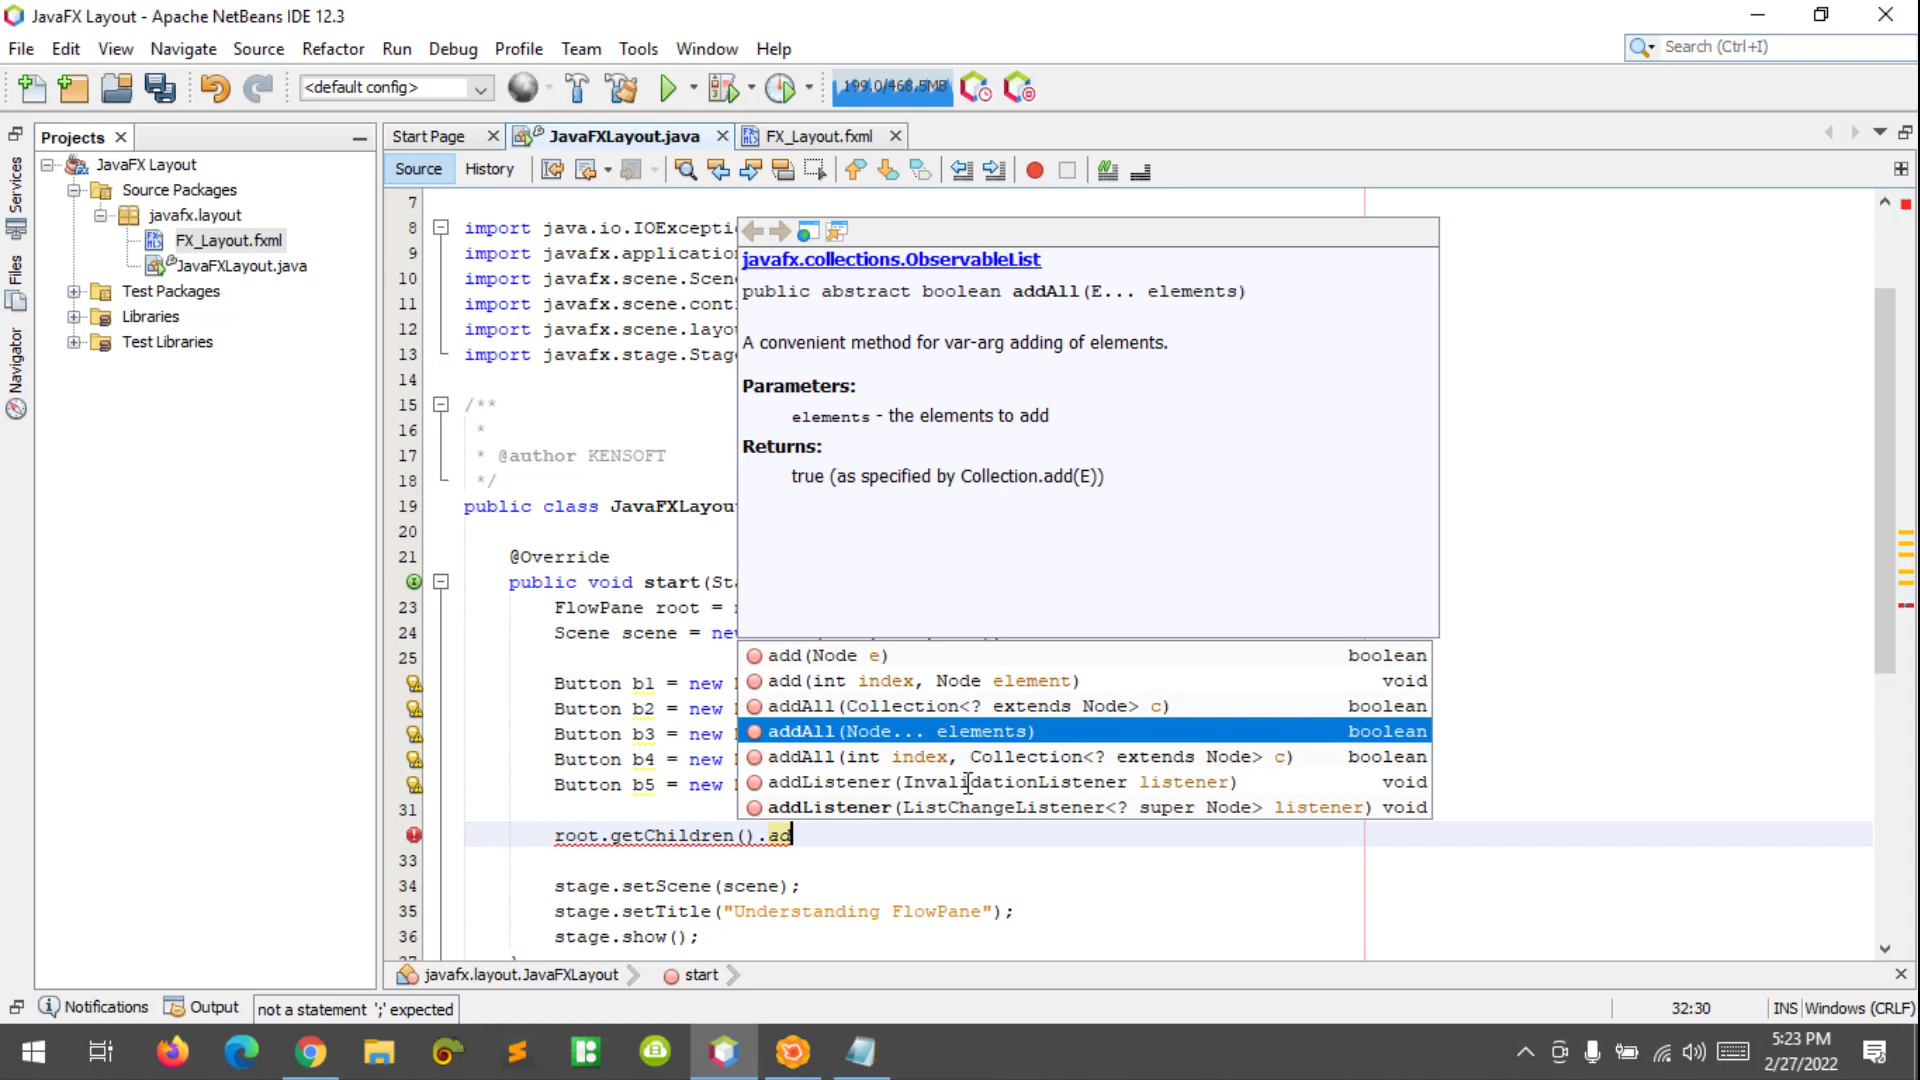 JavaFX Layout - Apache NetBeans IDE 12.3
File Edit View Navigate Source Refactor Run Debug Profile Team Tools Window Help
Search (Ctrl+I)
<default config>
199.0/468.5MB
Projects
Start Page
JavaFXLayout.java
FX_Layout.fxml
Source
History
Services
Files
Navigator
JavaFX Layout
Source Packages
javafx.layout
FX_Layout.fxml
JavaFXLayout.java
Test Packages
Libraries
Test Libraries
7
8 import java.io.IOExcepti
9 import javafx.application
10 import javafx.scene.Scen
11 import javafx.scene.cont
12 import javafx.scene.layou
13 import javafx.stage.Stag
14
15 /**
16 *
17 * @author KENSOFT
18 */
19 public class JavaFXLayou
20
21 @Override
public void start(Sta
23 FlowPane root =
24 Scene scene = new
25
Button b1 = new
Button b2 = new
Button b3 = new
Button b4 = new
Button b5 = new
31
root.getChildren().ad
33
34 stage.setScene(scene);
35 stage.setTitle("Understanding FlowPane");
36 stage.show();
javafx.collections.ObservableList
public abstract boolean addAll(E... elements)
A convenient method for var-arg adding of elements.
Parameters:
elements - the elements to add
Returns:
true (as specified by Collection.add(E))
add(Node e) boolean
add(int index, Node element) void
addAll(Collection<? extends Node> c) boolean
addAll(Node... elements) boolean
addAll(int index, Collection<? extends Node> c) boolean
addListener(InvalidationListener listener) void
addListener(ListChangeListener<? super Node> listener) void
javafx.layout.JavaFXLayout
start
Notifications
Output
not a statement ';' expected
32:30
INS
Windows (CRLF)
5:23 PM
2/27/2022